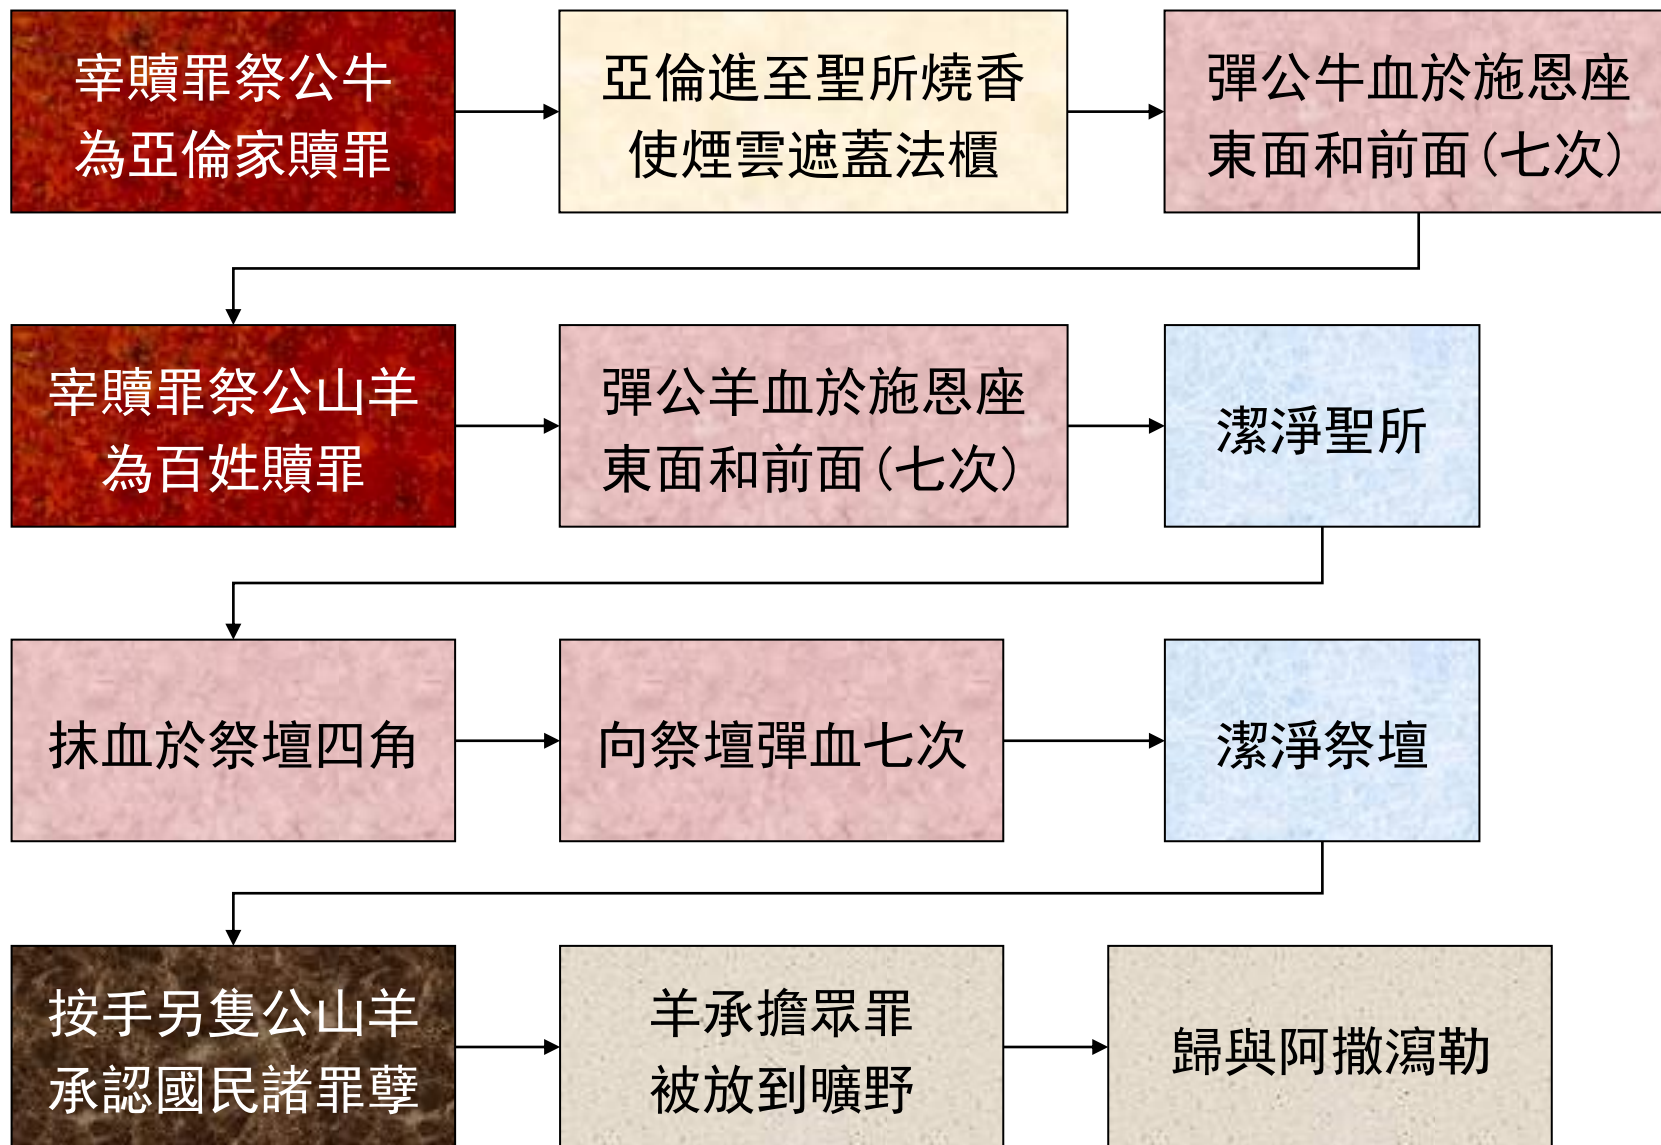 宰贖罪祭公牛
為亞倫家贖罪
亞倫進至聖所燒香
使煙雲遮蓋法櫃
彈公牛血於施恩座
東面和前面(七次)
宰贖罪祭公山羊
為百姓贖罪
彈公羊血於施恩座
東面和前面(七次)
潔淨聖所
抹血於祭壇四角
向祭壇彈血七次
潔淨祭壇
按手另隻公山羊
承認國民諸罪孽
羊承擔眾罪
被放到曠野
歸與阿撒瀉勒